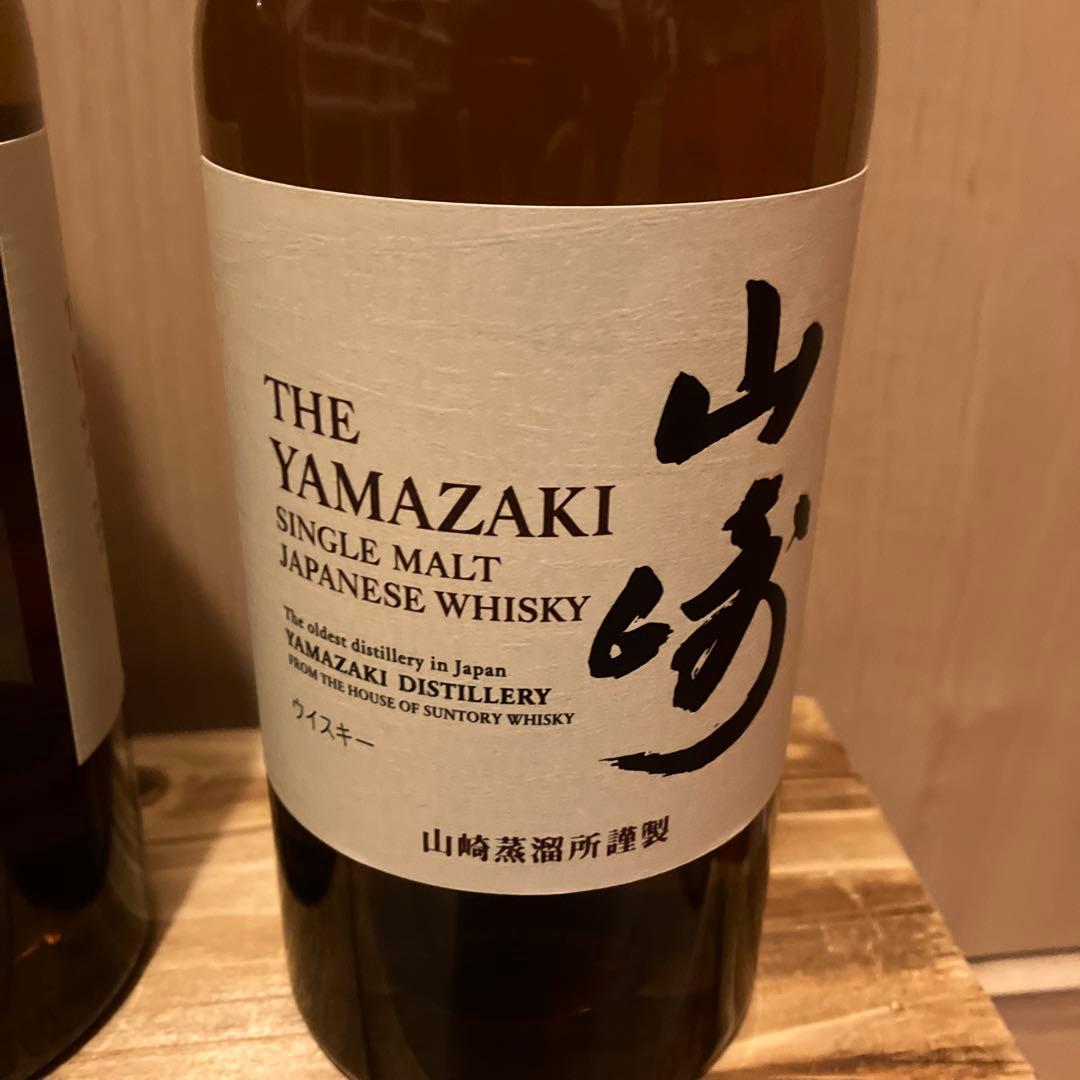 THE
YAMAZAKI
SINGLE MALT
JAPANESE WHISKY
The oldest distillery in Japan
YAMAZAKI DISTILLERY
FROM THE HOUSE OF SUNTORY WHISKY
ウイスキー
山崎
山崎蒸溜所謹製